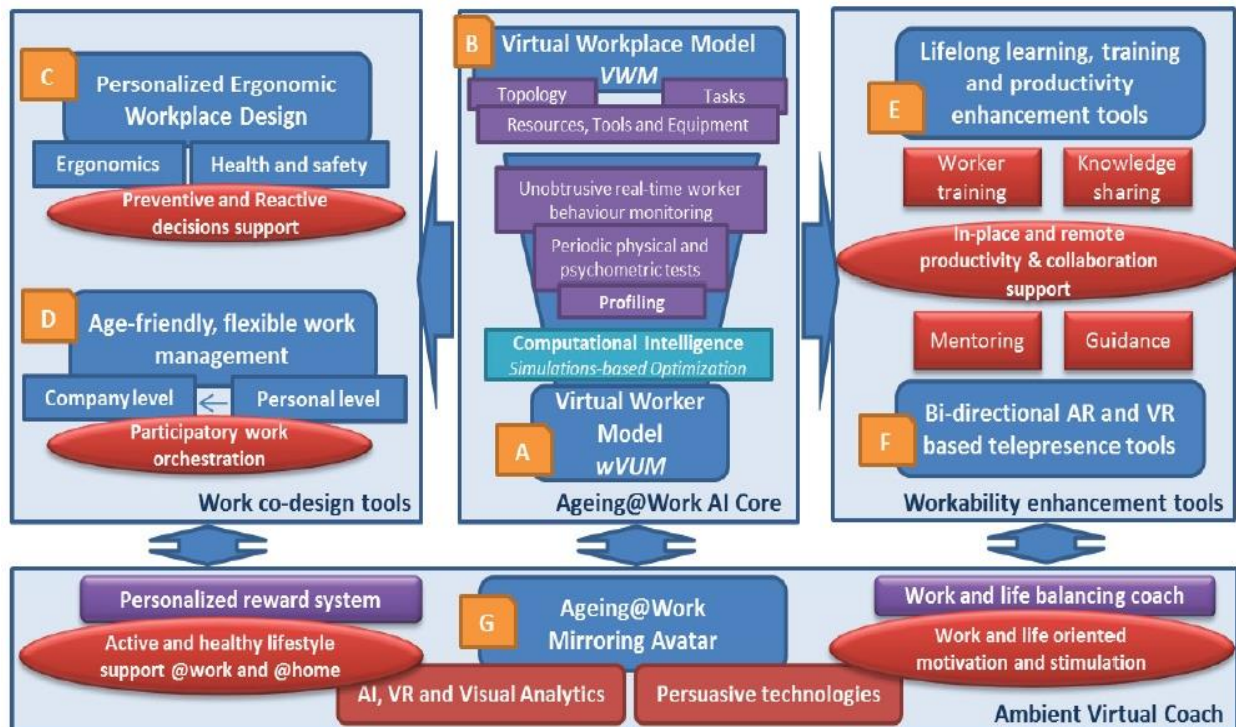 C
Personalized Ergonomic
Workplace Design
Ergonomics
Health and safety
Preventive and Reactive
decisions support
D
Age-friendly, flexible work
management
Company level
Personal level
Participatory work
orchestration
Work co-design tools
B
Virtual Workplace Model
VWM
Topology
Tasks
Resources, Tools and Equipment
Unobtrusive real-time worker
behaviour monitoring
Periodic physical and
psychometric tests
Profiling
Computational Intelligence
Simulations-based Optimization
Virtual Worker
Model
wVUM
A
Ageing@Work AI Core
Lifelong learning, training
and productivity
enhancement tools
E
Worker
training
Knowledge
sharing
In-place and remote
productivity & collaboration
support
Mentoring
Guidance
Bi-directional AR and VR
based telepresence tools
F
Workability enhancement tools
Personalized reward system
Active and healthy lifestyle
support @work and @home
G
Ageing@Work
Mirroring Avatar
AI, VR and Visual Analytics
Persuasive technologies
Work and life balancing coach
Work and life oriented
motivation and stimulation
Ambient Virtual Coach